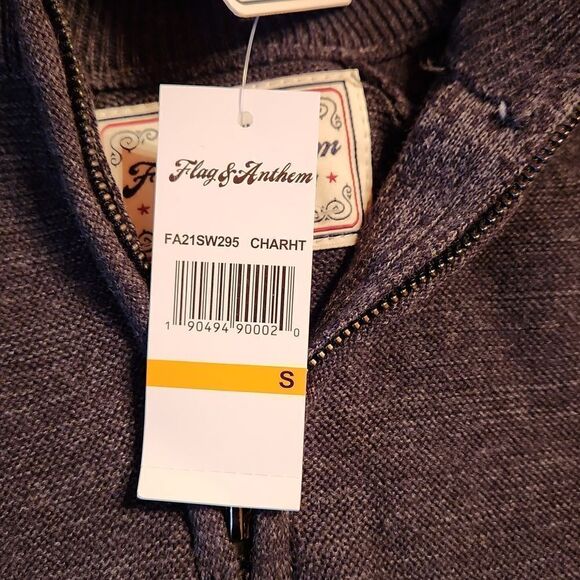 Flag & Anthem
FA21SW295 CHARHT
1 90494 90002 0
S